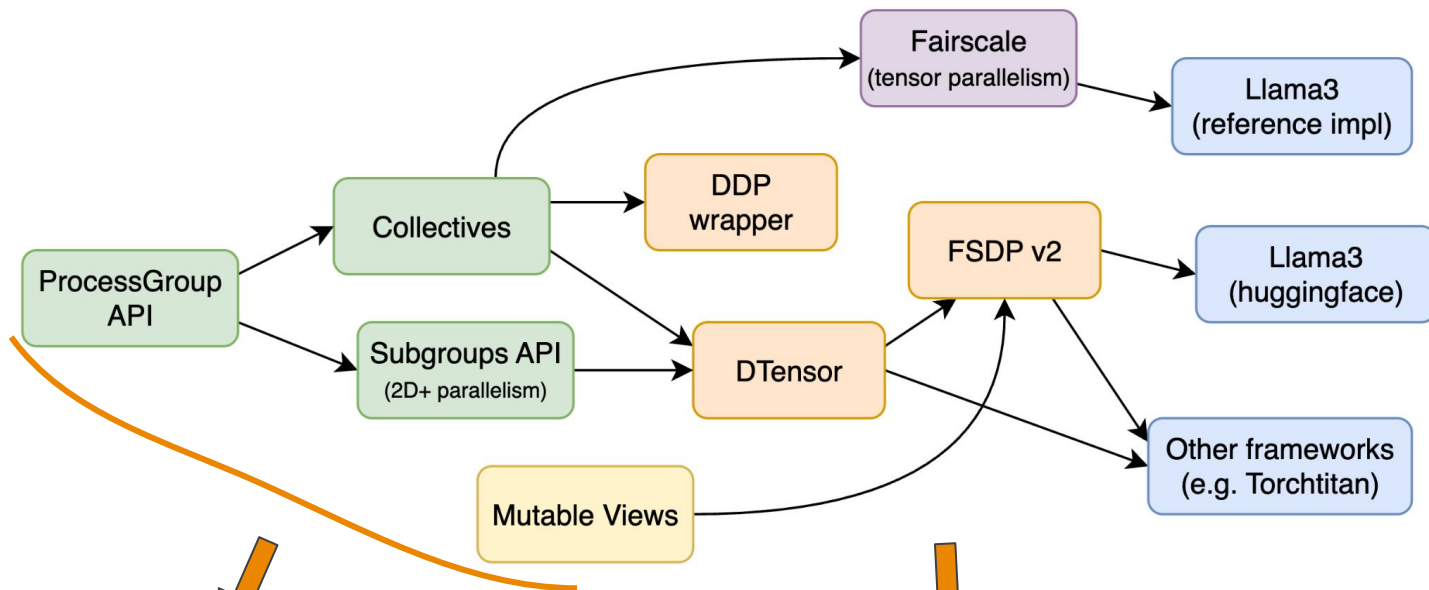 Fairscale
(tensor parallelism)
Llama3
(reference impl)
DDP
wrapper
Collectives
FSDP v2
Llama3
(huggingface)
ProcessGroup
API
Subgroups API
(2D+ parallelism)
DTensor
Other frameworks
(e.g. Torchtitan)
Mutable Views